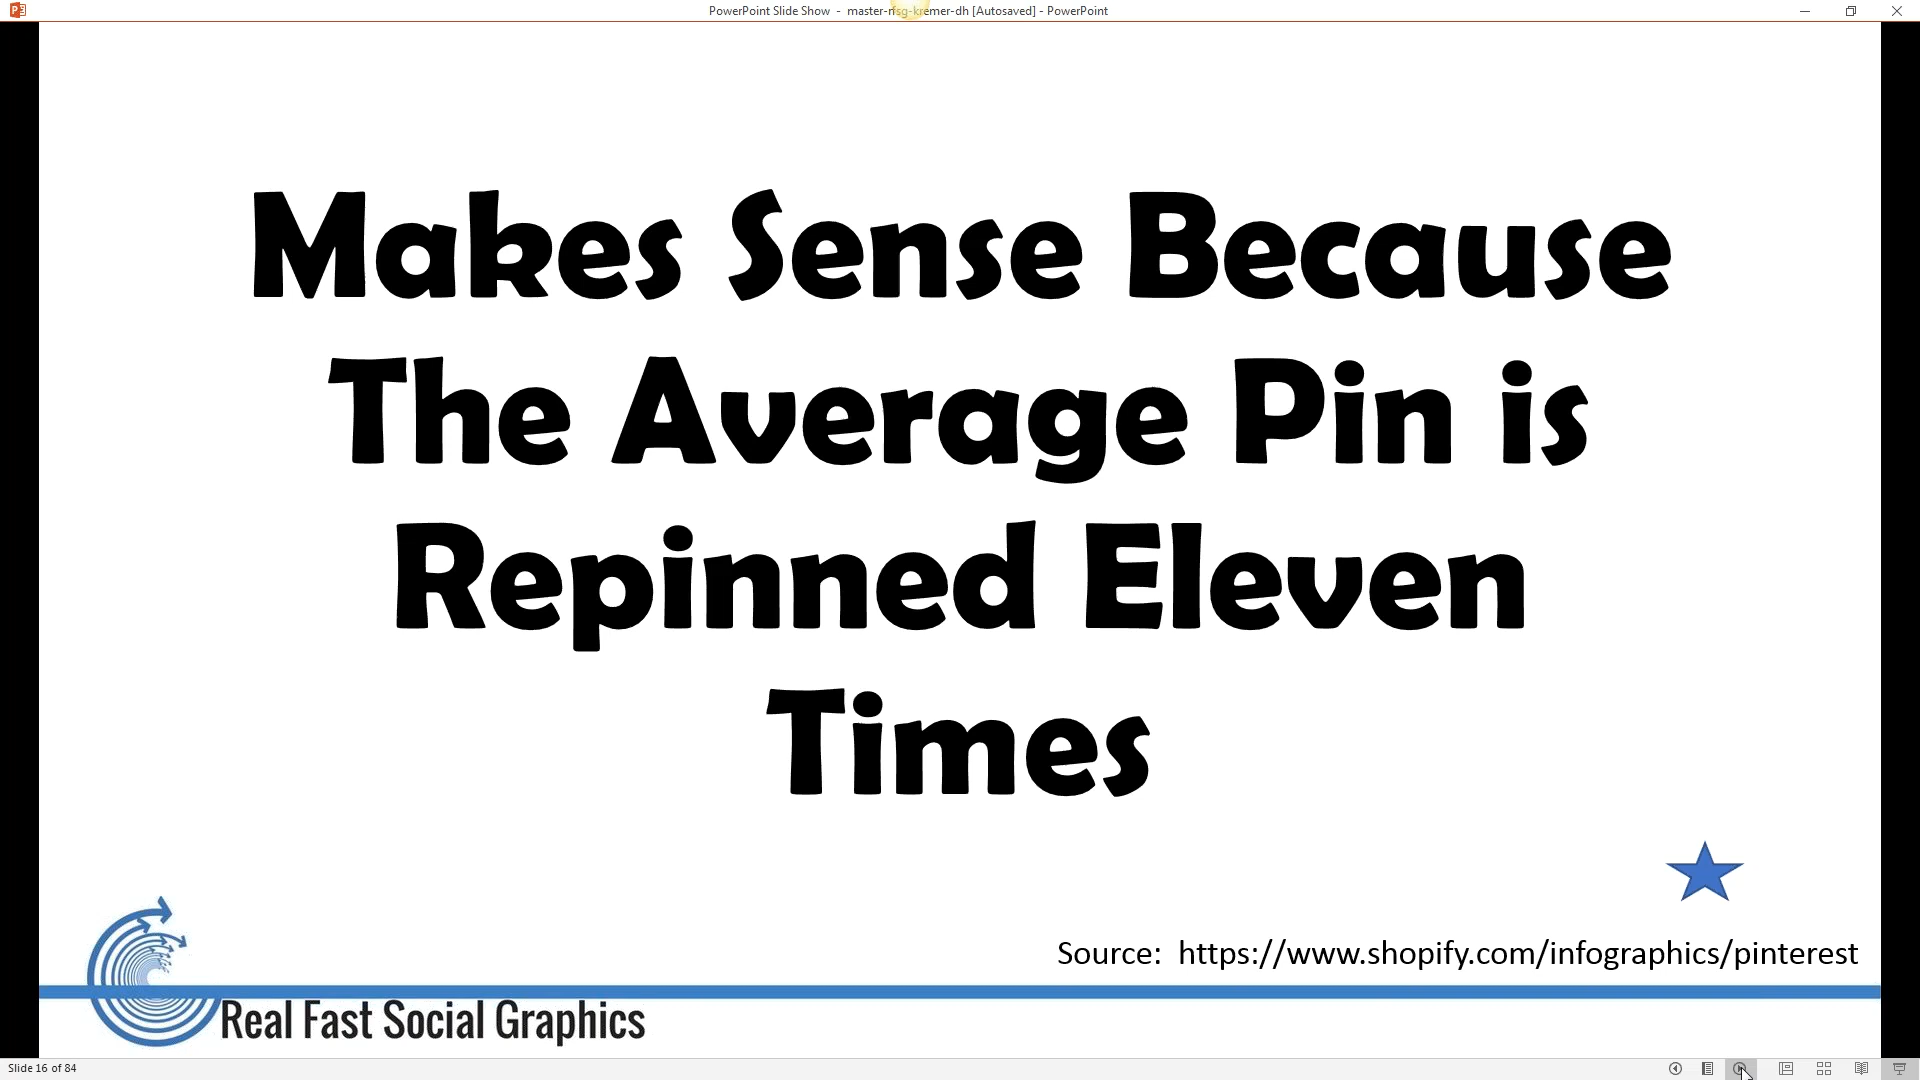 PowerPoint Slide Show - master-rfsg-kremer-dh [Autosaved] - PowerPoint
Makes Sense Because
The Average Pin is
Repinned Eleven
Times
Source: https://www.shopify.com/infographics/pinterest
Real Fast Social Graphics
Slide 16 of 84